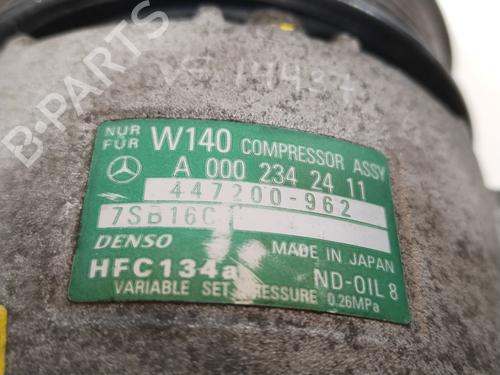 B-PARTS
NUR
FÜR W140 COMPRESSOR ASSY
A 000 234 24 11
447200-962
7SB16C
DENSO MADE IN JAPAN
HFC134a ND-OIL 8
VARIABLE SET PRESSURE 0.26MPa